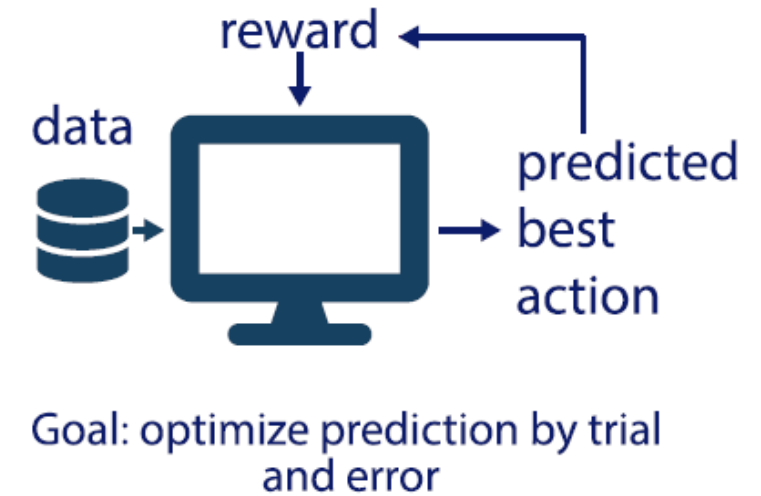 reward
data
predicted
best
action
Goal: optimize prediction by trial
and error